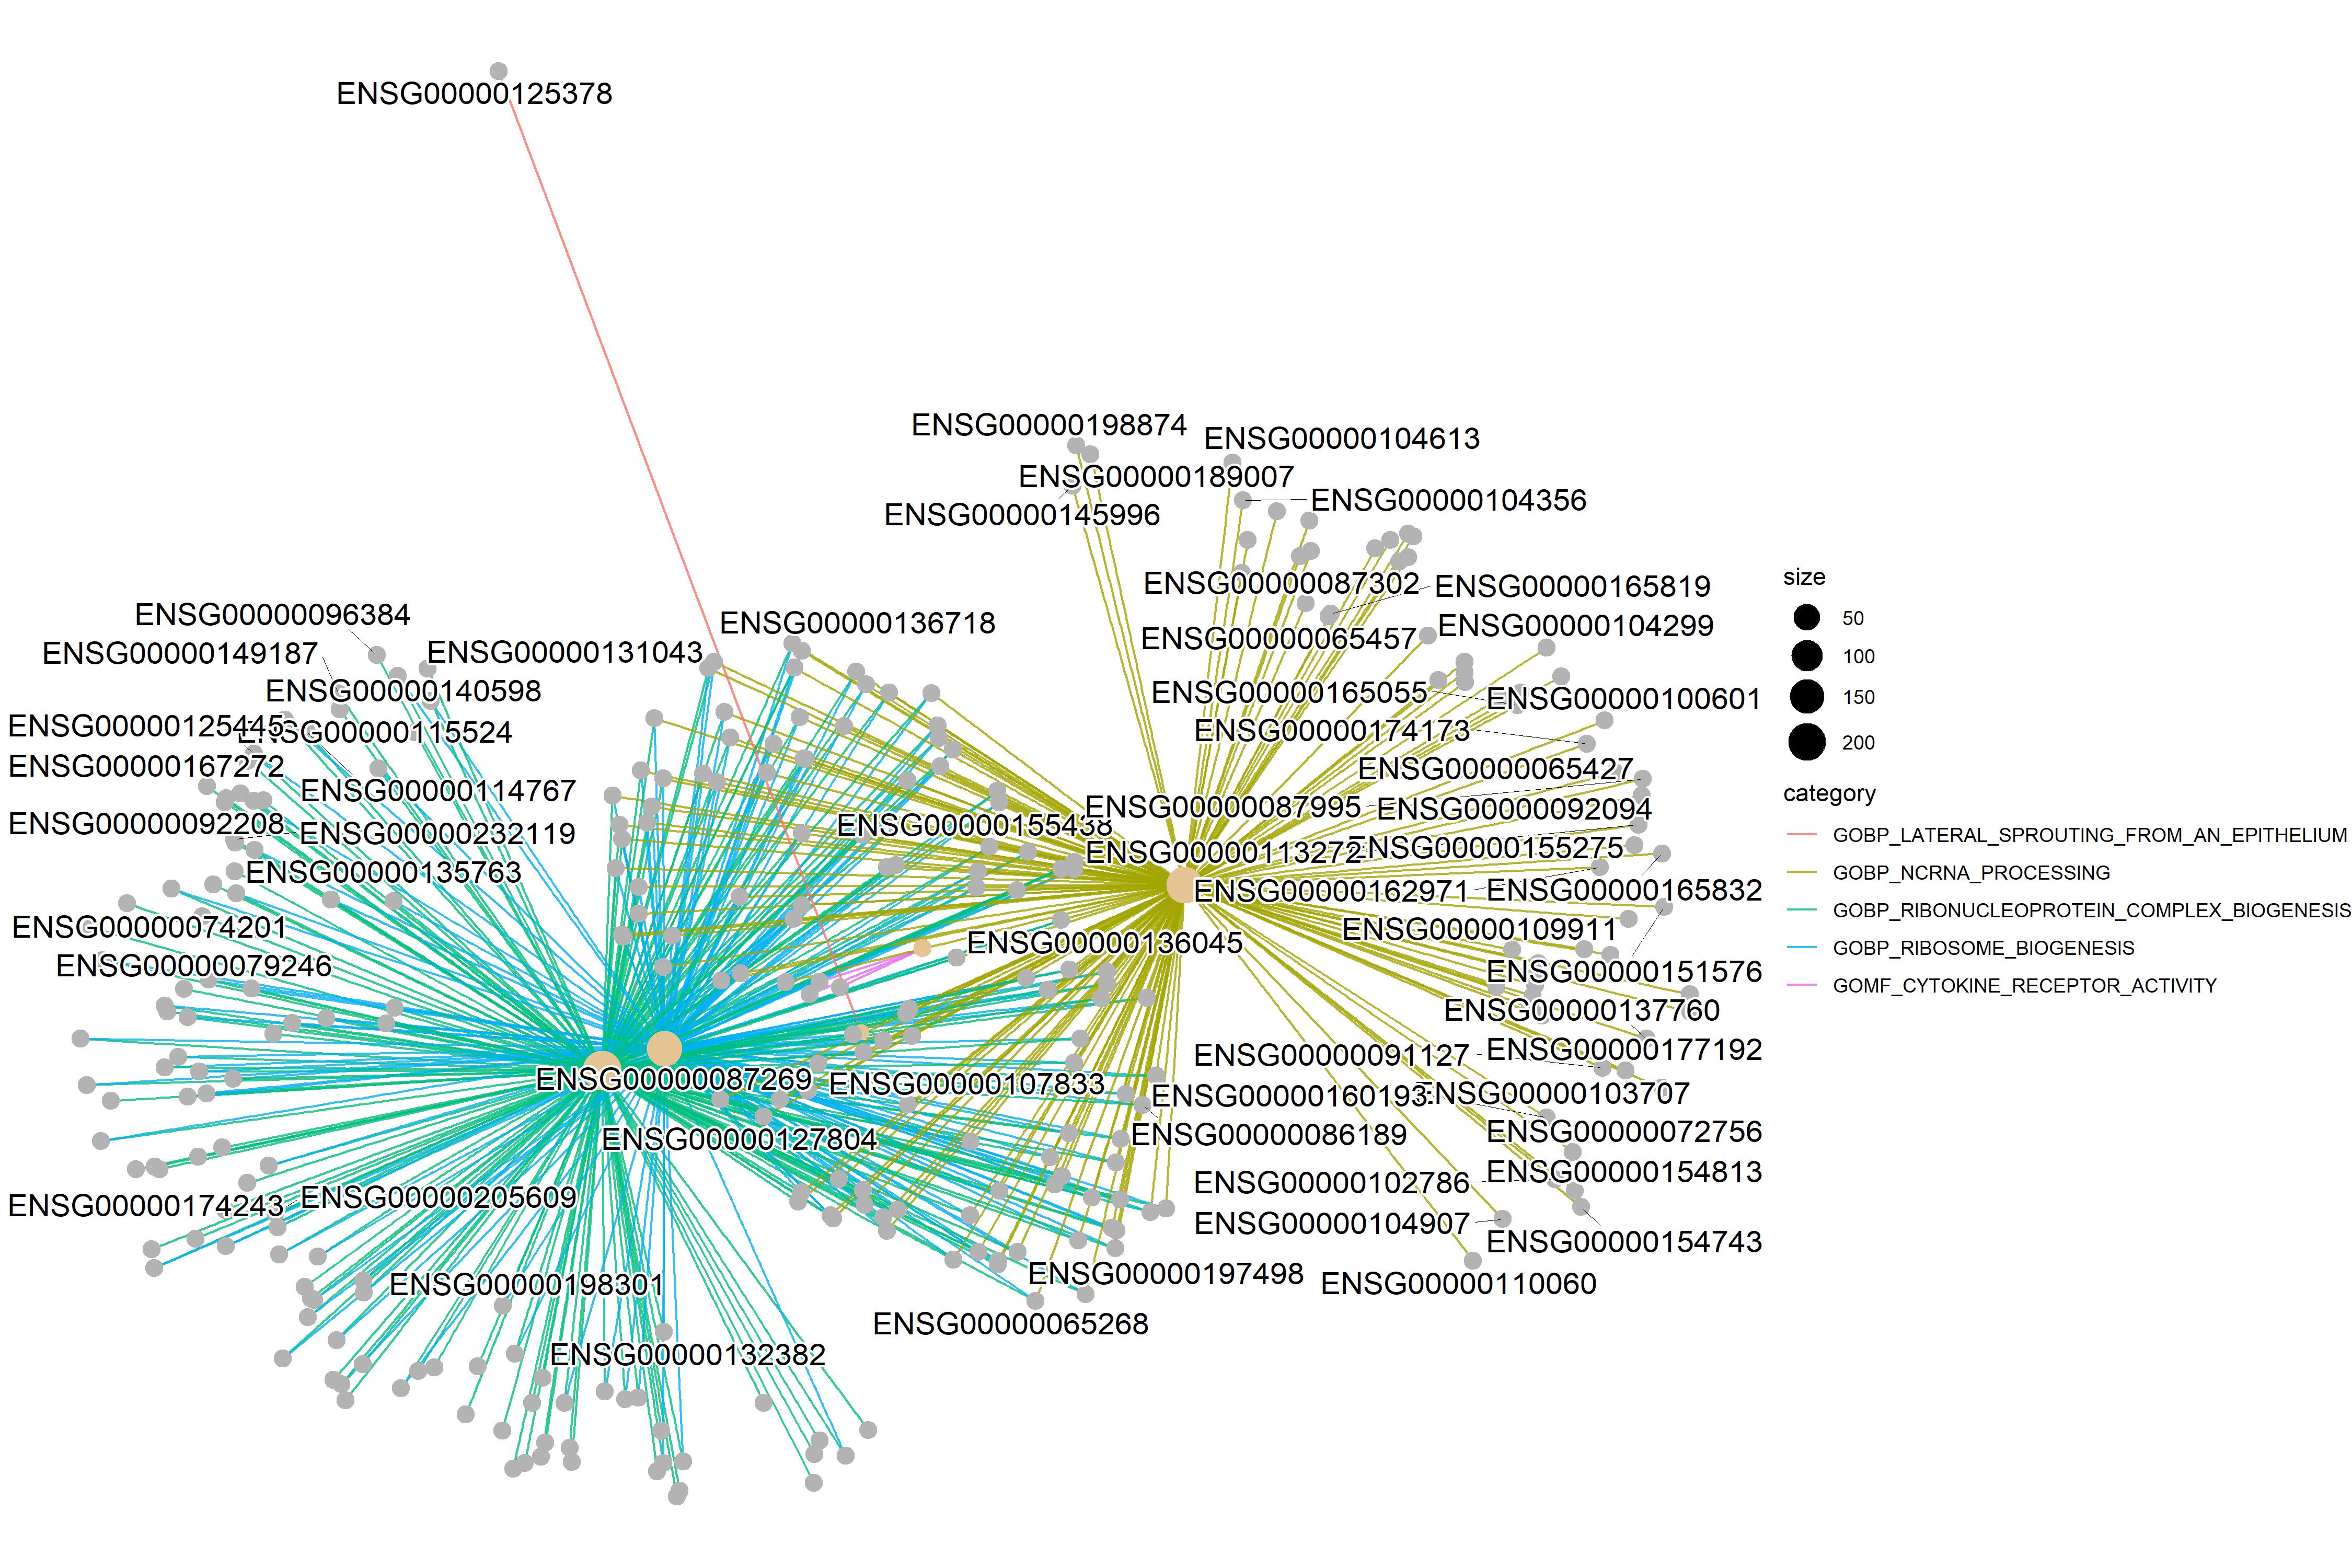 ENSG00000125378
ENSG00000198874
ENSG00000104613
ENSG00000189007
ENSG00000104356
ENSG00000145996
ENSG00000087302
ENSG00000165819
ENSG00000096384
ENSG00000136718
ENSG00000104299
ENSG00000065457
ENSG00000149187
ENSG00000131043
ENSG00000140598
ENSG00000165055
ENSG00000100601
ENSG00000125445
ENSG00000115524
ENSG00000174173
ENSG00000167272
ENSG00000065427
ENSG00000114767
ENSG00000087995
ENSG00000092094
ENSG00000092208
ENSG00000232119
ENSG00000155438
ENSG00000113272
ENSG00000155275
ENSG00000135763
ENSG00000162971
ENSG00000165832
ENSG00000074201
ENSG00000109911
ENSG00000136045
ENSG00000079246
ENSG00000151576
ENSG00000137760
ENSG00000091127
ENSG00000177192
ENSG00000087269
ENSG00000107833
ENSG00000160193
ENSG00000103707
ENSG00000127804
ENSG00000086189
ENSG00000072756
ENSG00000102786
ENSG00000154813
ENSG00000174243
ENSG00000205609
ENSG00000104907
ENSG00000154743
ENSG00000198301
ENSG00000197498
ENSG00000110060
ENSG00000065268
ENSG00000132382
size
50
100
150
200
category
GOBP_LATERAL_SPROUTING_FROM_AN_EPITHELIUM
GOBP_NCRNA_PROCESSING
GOBP_RIBONUCLEOPROTEIN_COMPLEX_BIOGENESIS
GOBP_RIBOSOME_BIOGENESIS
GOMF_CYTOKINE_RECEPTOR_ACTIVITY